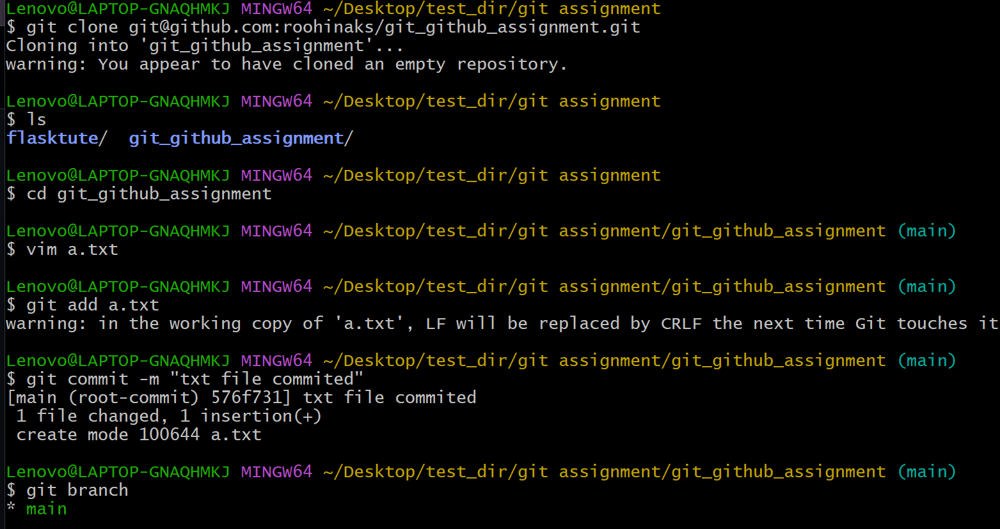 Lenovo@LAPTOP-GNAQHMKJ MINGW64 ~/Desktop/test_dir/git assignment
$ git clone git@github.com:roohinaks/git_github_assignment.git
Cloning into 'git_github_assignment'...
warning: You appear to have cloned an empty repository.
Lenovo@LAPTOP-GNAQHMKJ MINGW64 ~/Desktop/test_dir/git assignment
$ ls
flasktute/  git_github_assignment/
Lenovo@LAPTOP-GNAQHMKJ MINGW64 ~/Desktop/test_dir/git assignment
$ cd git_github_assignment
Lenovo@LAPTOP-GNAQHMKJ MINGW64 ~/Desktop/test_dir/git assignment/git_github_assignment (main)
$ vim a.txt
Lenovo@LAPTOP-GNAQHMKJ MINGW64 ~/Desktop/test_dir/git assignment/git_github_assignment (main)
$ git add a.txt
warning: in the working copy of 'a.txt', LF will be replaced by CRLF the next time Git touches it
Lenovo@LAPTOP-GNAQHMKJ MINGW64 ~/Desktop/test_dir/git assignment/git_github_assignment (main)
$ git commit -m "txt file commited"
[main (root-commit) 576f731] txt file commited
 1 file changed, 1 insertion(+)
 create mode 100644 a.txt
Lenovo@LAPTOP-GNAQHMKJ MINGW64 ~/Desktop/test_dir/git assignment/git_github_assignment (main)
$ git branch
* main